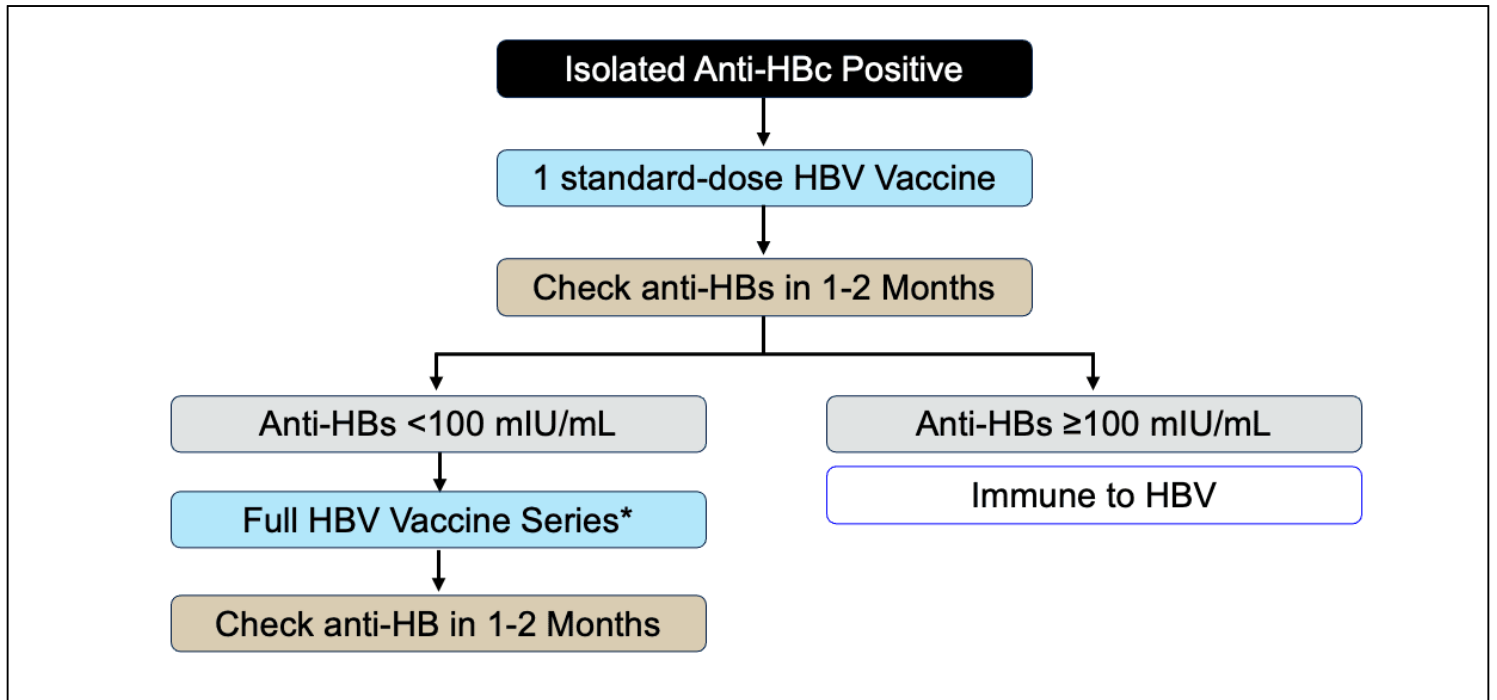 Isolated Anti-HBc Positive
1 standard-dose HBV Vaccine
Check anti-HBs in 1-2 Months
Anti-HBs <100 mIU/mL
Anti-HBs ≥100 mIU/mL
Immune to HBV
Full HBV Vaccine Series*
Check anti-HB in 1-2 Months